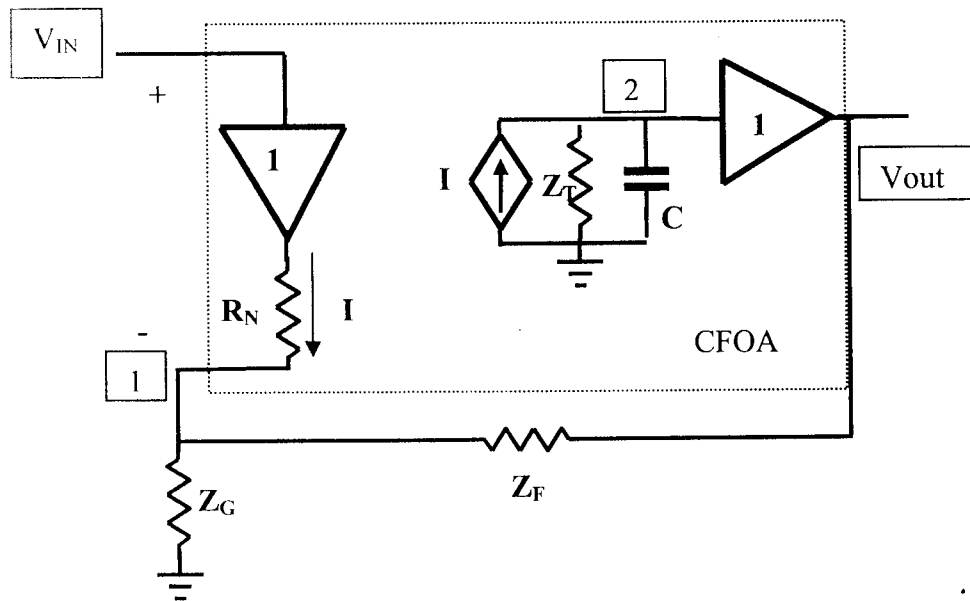 V_IN
+
1
R_N
I
-
1
Z_G
I
Z_T
C
2
1
Vout
CFOA
Z_F